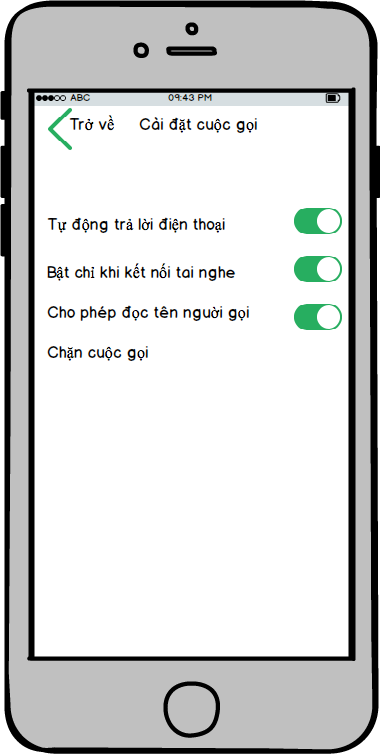 ABC 09:43 PM
Trở về Cài đặt cuộc gọi
Tự động trả lời điện thoại
Bật chỉ khi kết nối tai nghe
Cho phép đọc tên người gọi
Chặn cuộc gọi